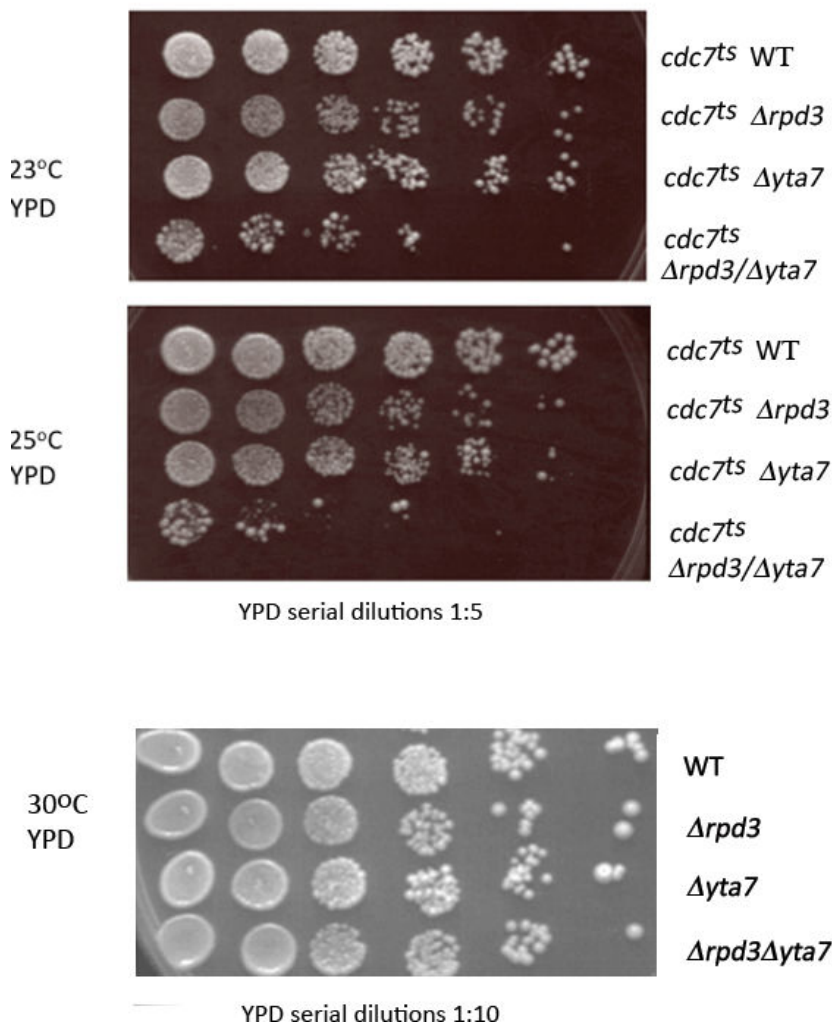 cdc7ts WT
cdc7ts Δrpd3
23oC
YPD
cdc7ts Δyta7
cdc7ts
Δrpd3/Δyta7
cdc7ts WT
cdc7ts Δrpd3
25oC
YPD
cdc7ts Δyta7
cdc7ts
Δrpd3/Δyta7
YPD serial dilutions 1:5
WT
30OC
YPD
Δrpd3
Δyta7
Δrpd3Δyta7
YPD serial dilutions 1:10